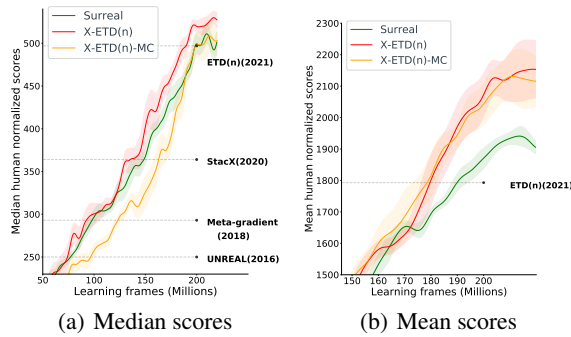 Surreal
X-ETD(n)
X-ETD(n)-MC
Median human normalized scores
500
450
400
350
300
250
ETD(n)(2021)
StacX(2020)
Meta-gradient
(2018)
UNREAL(2016)
50
100
150
200
Learning frames (Millions)
(a) Median scores
Surreal
X-ETD(n)
X-ETD(n)-MC
Mean human normalized scores
2300
2200
2100
2000
1900
1800
1700
1600
1500
ETD(n)(2021)
150 160 170 180 190 200 210
Learning frames (Millions)
(b) Mean scores